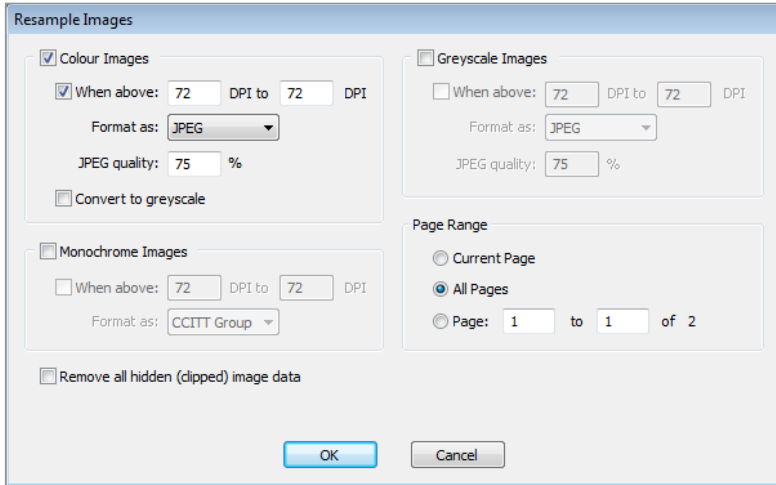 Resample Images
Colour Images
When above: 72 DPI to 72 DPI
Format as: JPEG
JPEG quality: 75 %
Convert to greyscale
Monochrome Images
When above: 72 DPI to 72 DPI
Format as: CCITT Group
Remove all hidden (clipped) image data
Greyscale Images
When above: 72 DPI to 72 DPI
Format as: JPEG
JPEG quality: 75 %
Page Range
Current Page
All Pages
Page: 1 to 1 of 2
OK Cancel